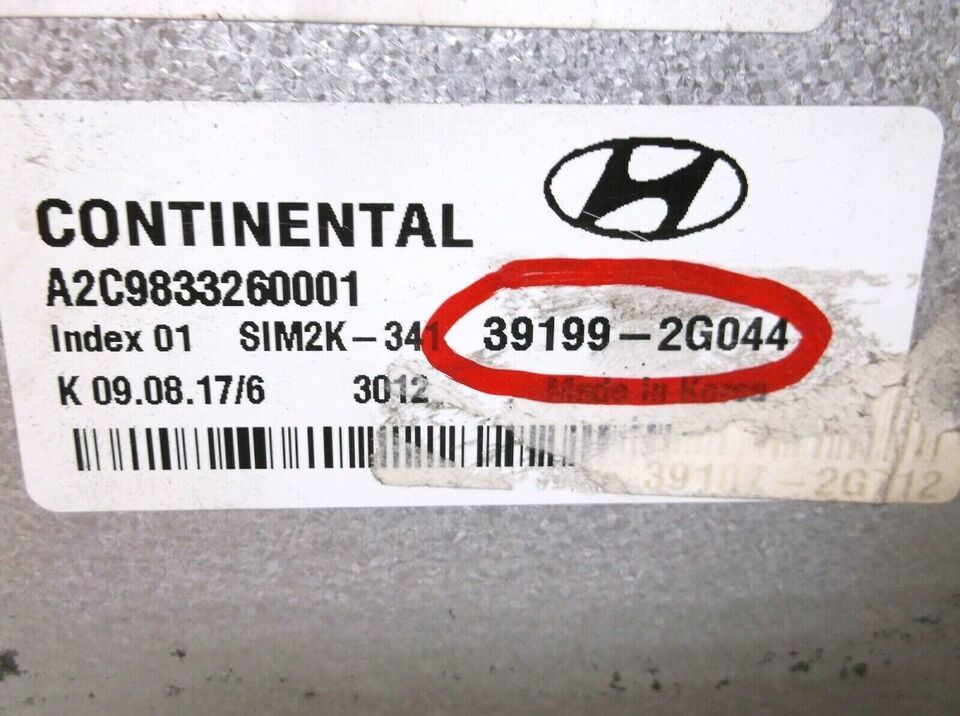 CONTINENTAL
A2C9833260001
Index 01 SIM2K-341 39199-2G044
K 09.08.17/6 3012 Made in Korea
39107-2G712